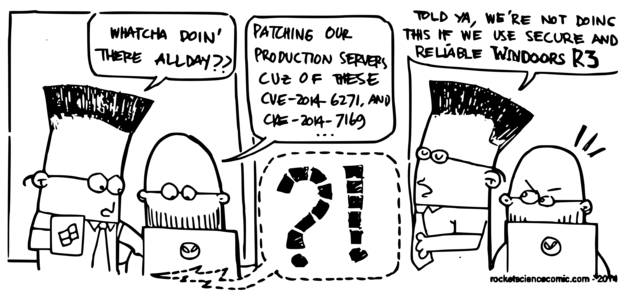 WHATCHA DOIN'
THERE ALLDAY??
PATCHING OUR
PRODUCTION SERVERS
CUZ OF THESE
CVE-2014-6271, AND
CVE-2014-7169
...
?!
TOLD YA, WE'RE NOT DOING
THIS IF WE USE SECURE AND
RELIABLE WINDOORS R3
rocketsciencecomic.com - 2014